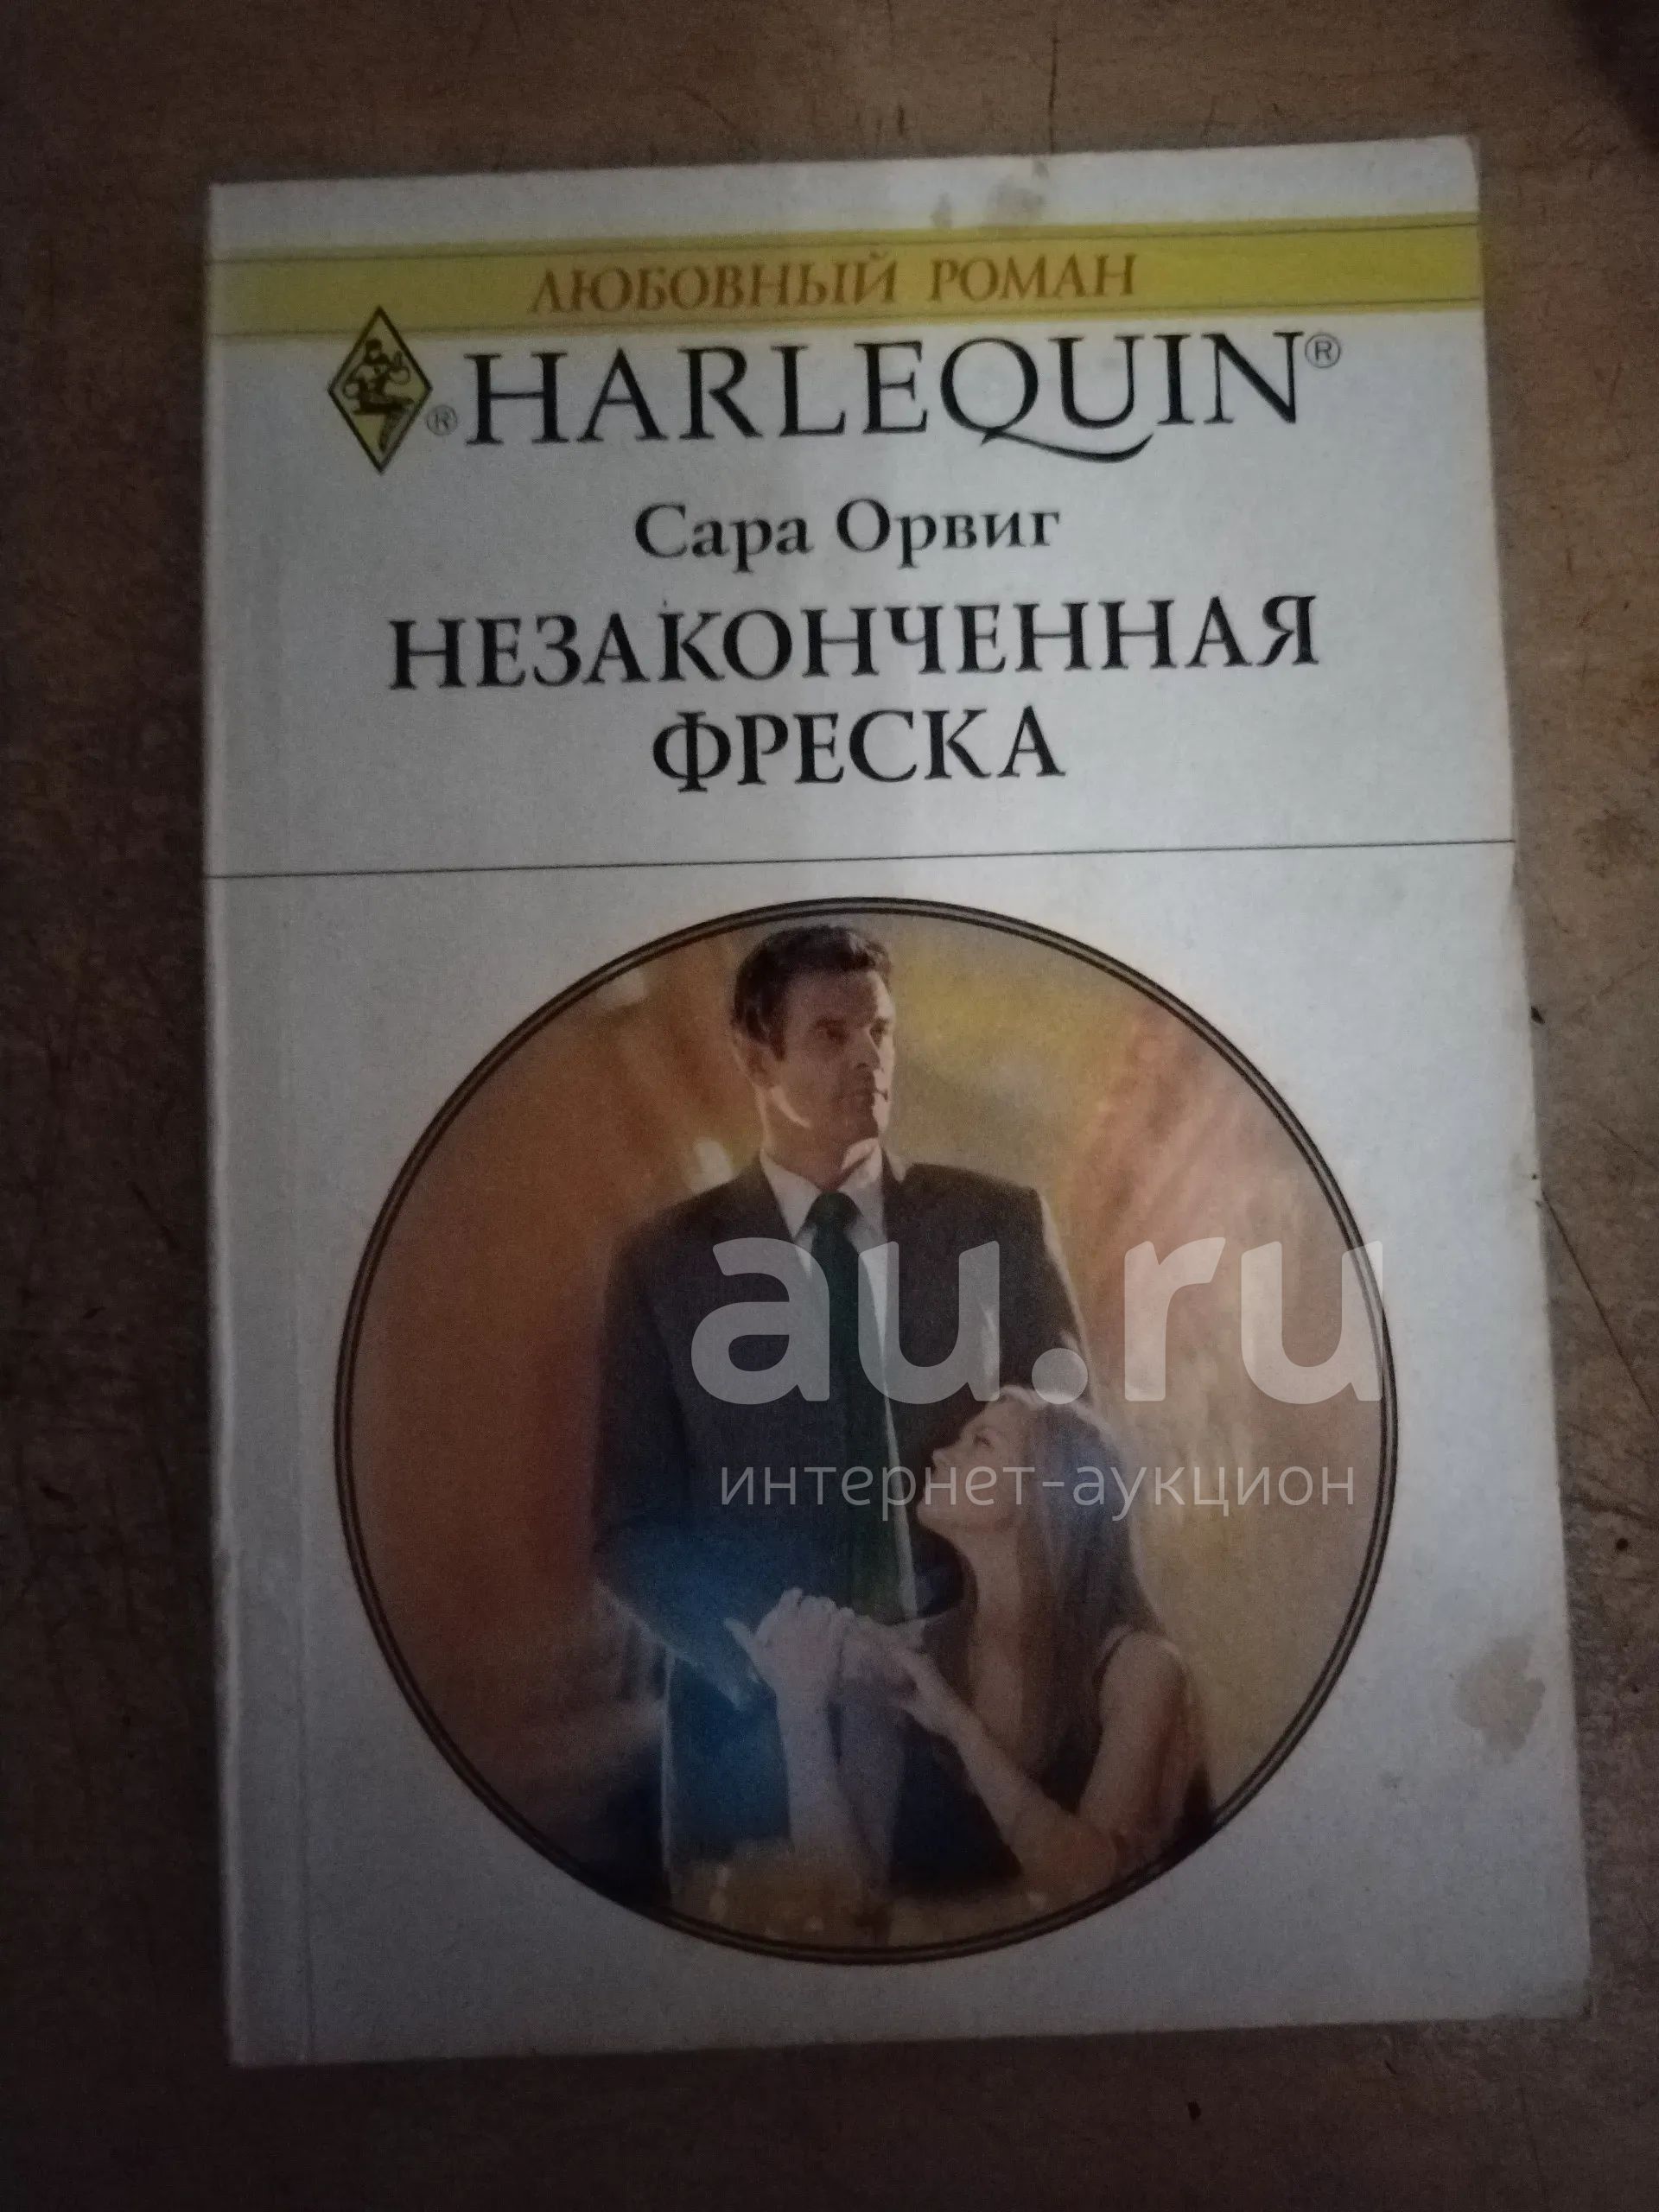 ЛЮБОВНЫЙ РОМАН
® HARLEQUIN®
Сара Орвиг
НЕЗАКОНЧЕННАЯ
ФРЕСКА
au.ru
интернет-аукцион